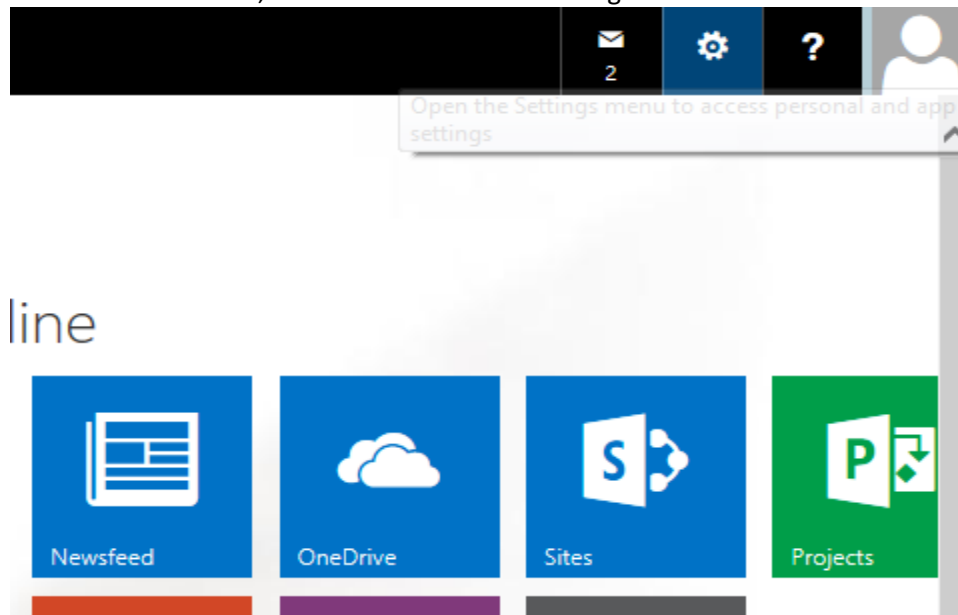 2
?
Open the Settings menu to access personal and app
settings
line
S
P
Newsfeed
OneDrive
Sites
Projects